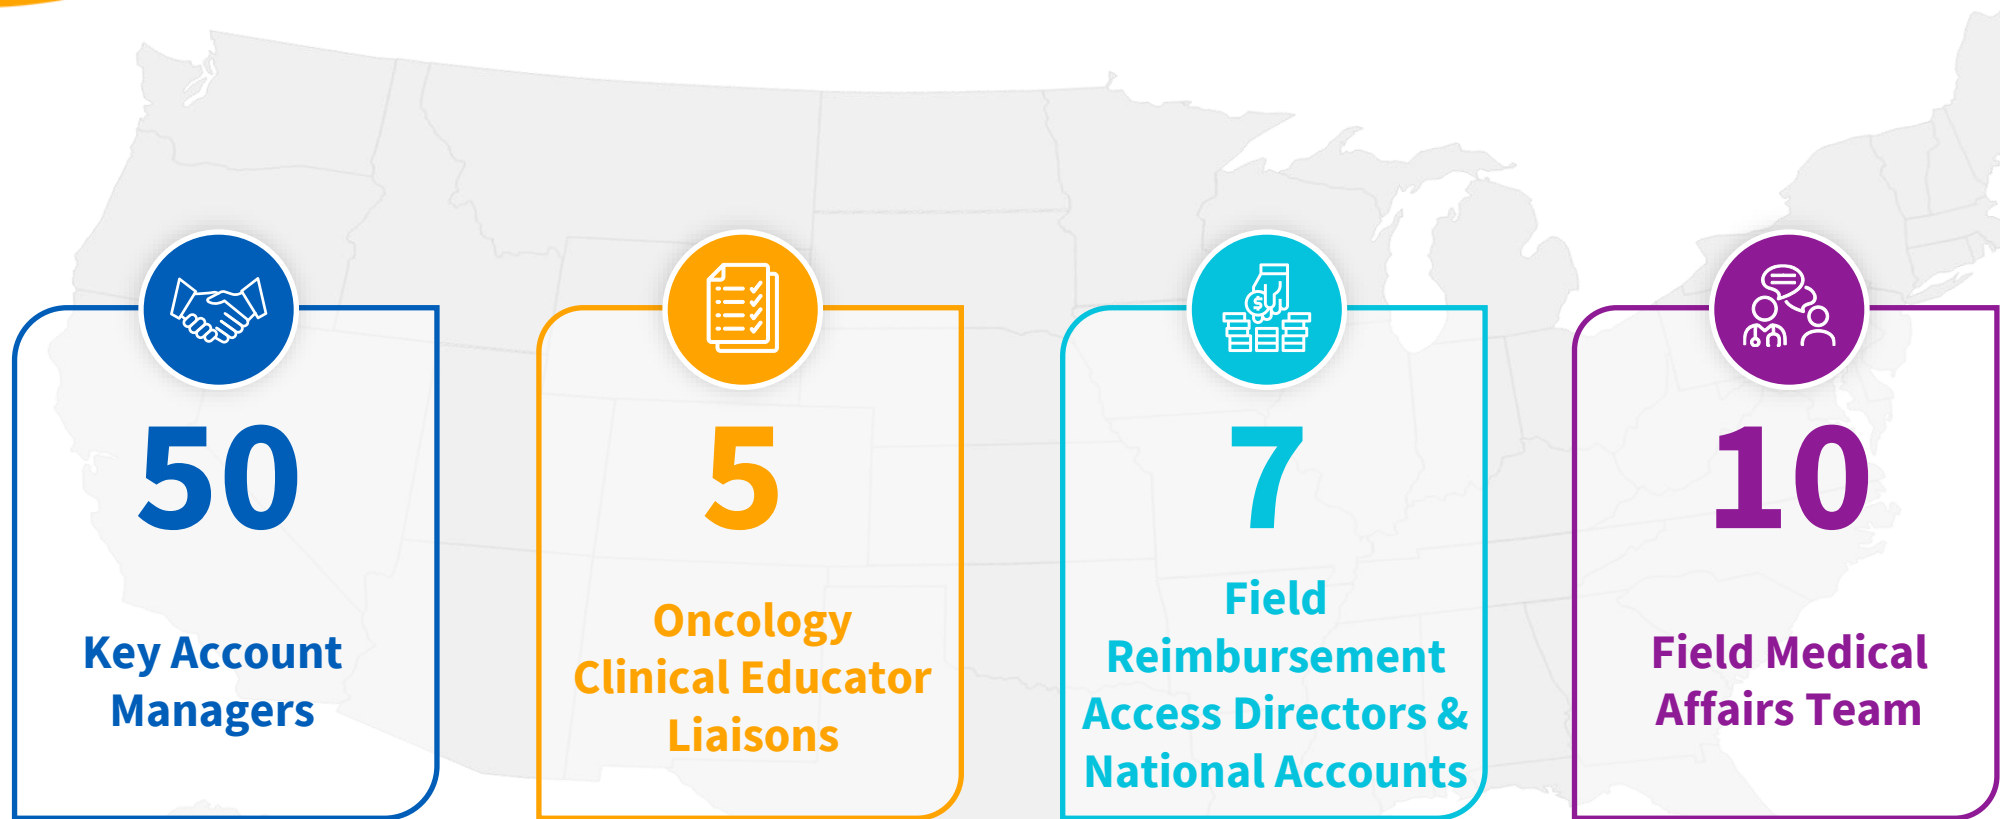 50
Key Account
Managers
5
Oncology
Clinical Educator
Liaisons
7
Field
Reimbursement
Access Directors &
National Accounts
10
Field Medical
Affairs Team